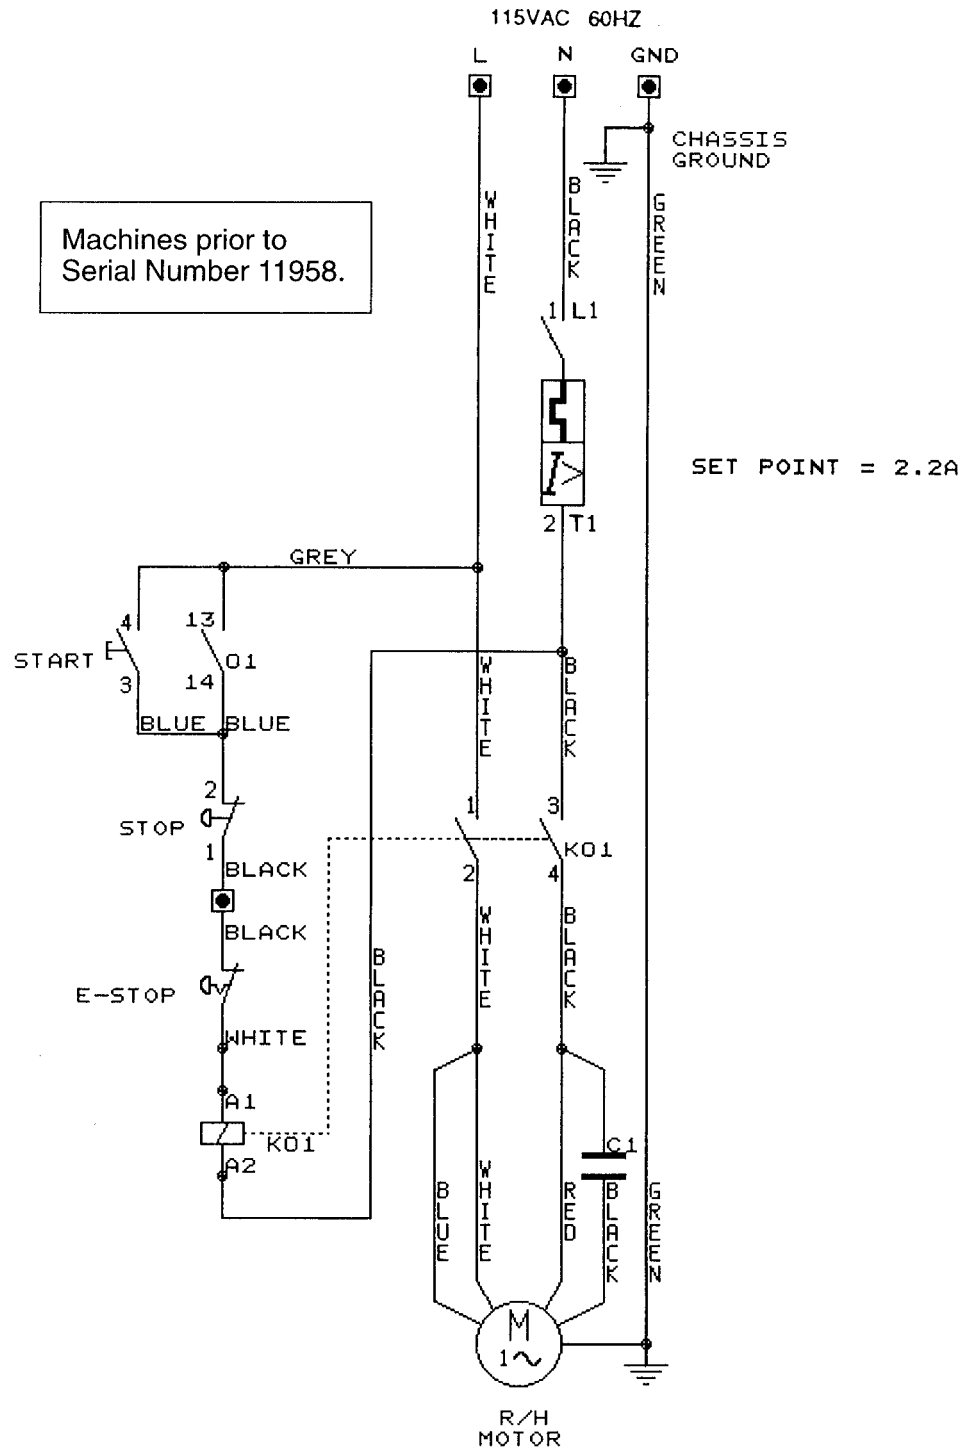 115VAC 60HZ
L N GND
CHASSIS
GROUND
WHITE
BLACK
GREEN
Machines prior to
Serial Number 11958.
1 L1
SET POINT = 2.2A
2 T1
GREY
4 13
START
01
3 14
BLUE BLUE
WHITE
BLACK
2
STOP
1
1 3
K01
2 4
BLACK
BLACK
WHITE
BLACK
BLACK
E-STOP
WHITE
A1
K01
A2
C1
BLUE
WHITE
RED
BLACK
GREEN
M
1~
R/H
MOTOR